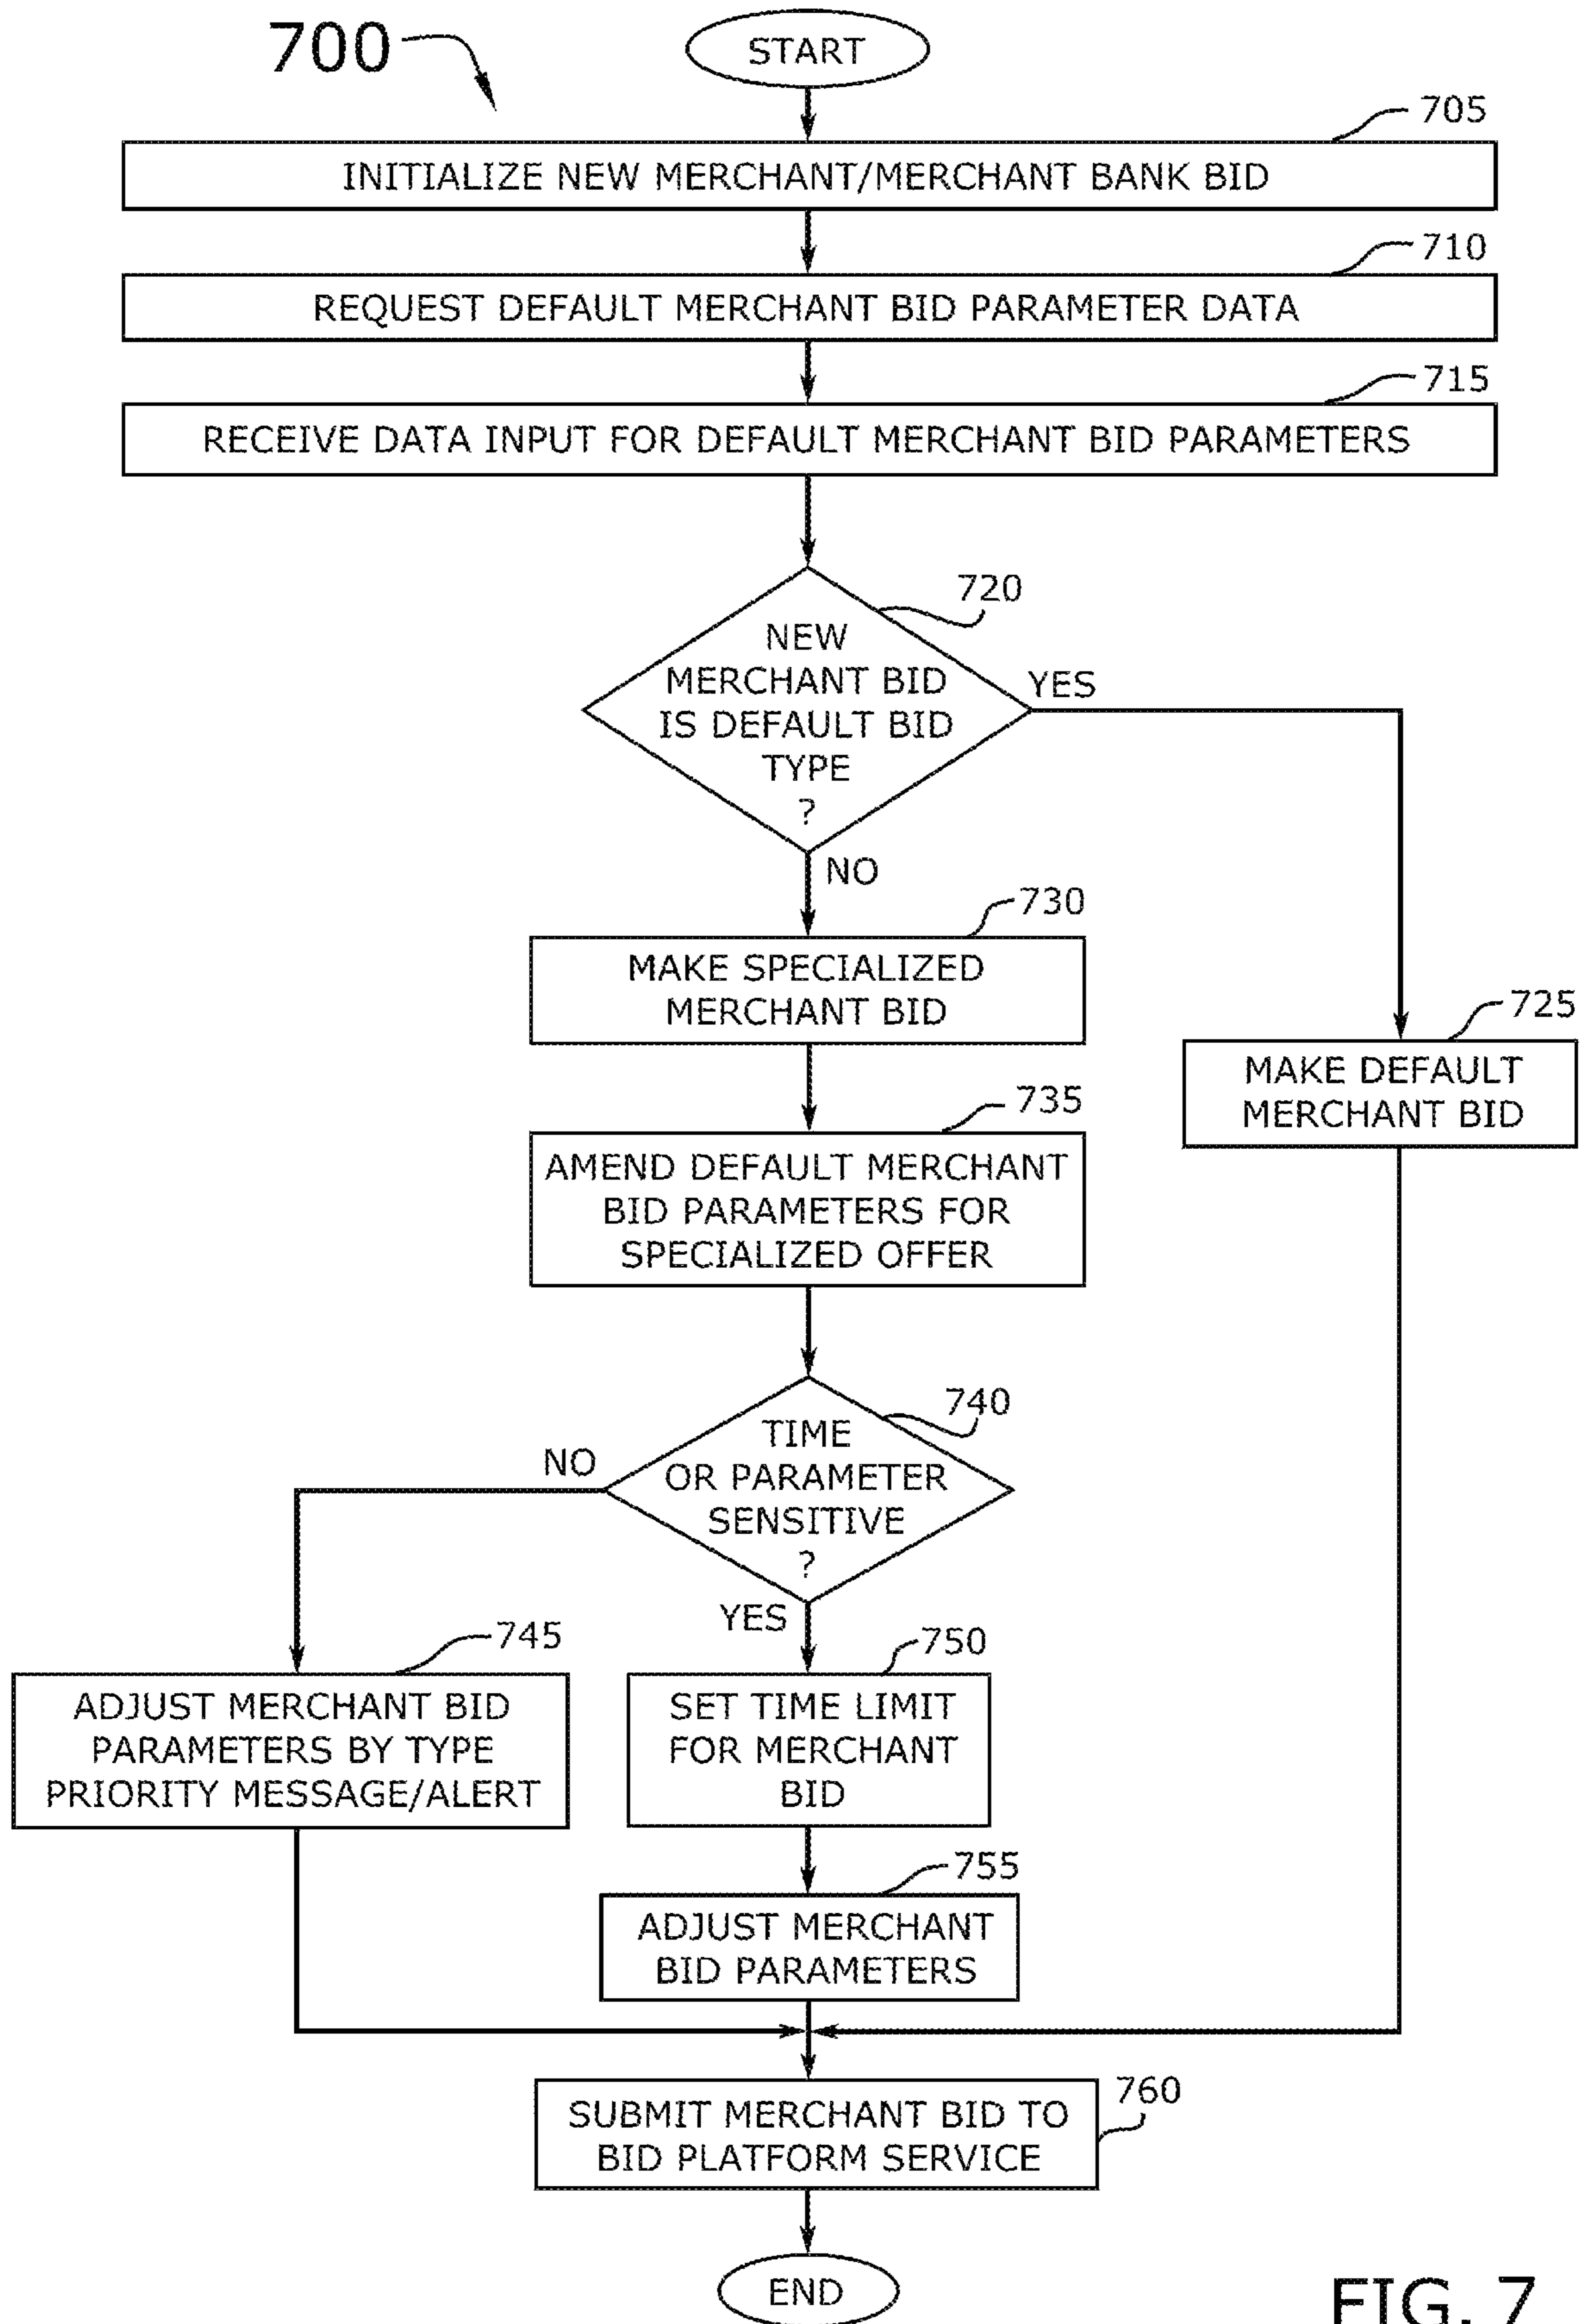 700
START
705
INITIALIZE NEW MERCHANT/MERCHANT BANK BID
710
REQUEST DEFAULT MERCHANT BID PARAMETER DATA
715
RECEIVE DATA INPUT FOR DEFAULT MERCHANT BID PARAMETERS
720
NEW
MERCHANT BID
IS DEFAULT BID
TYPE
?
YES
NO
730
MAKE SPECIALIZED
MERCHANT BID
725
MAKE DEFAULT
MERCHANT BID
735
AMEND DEFAULT MERCHANT
BID PARAMETERS FOR
SPECIALIZED OFFER
740
TIME
OR PARAMETER
SENSITIVE
?
NO
YES
745
ADJUST MERCHANT BID
PARAMETERS BY TYPE
PRIORITY MESSAGE/ALERT
750
SET TIME LIMIT
FOR MERCHANT
BID
755
ADJUST MERCHANT
BID PARAMETERS
760
SUBMIT MERCHANT BID TO
BID PLATFORM SERVICE
END
FIG. 7